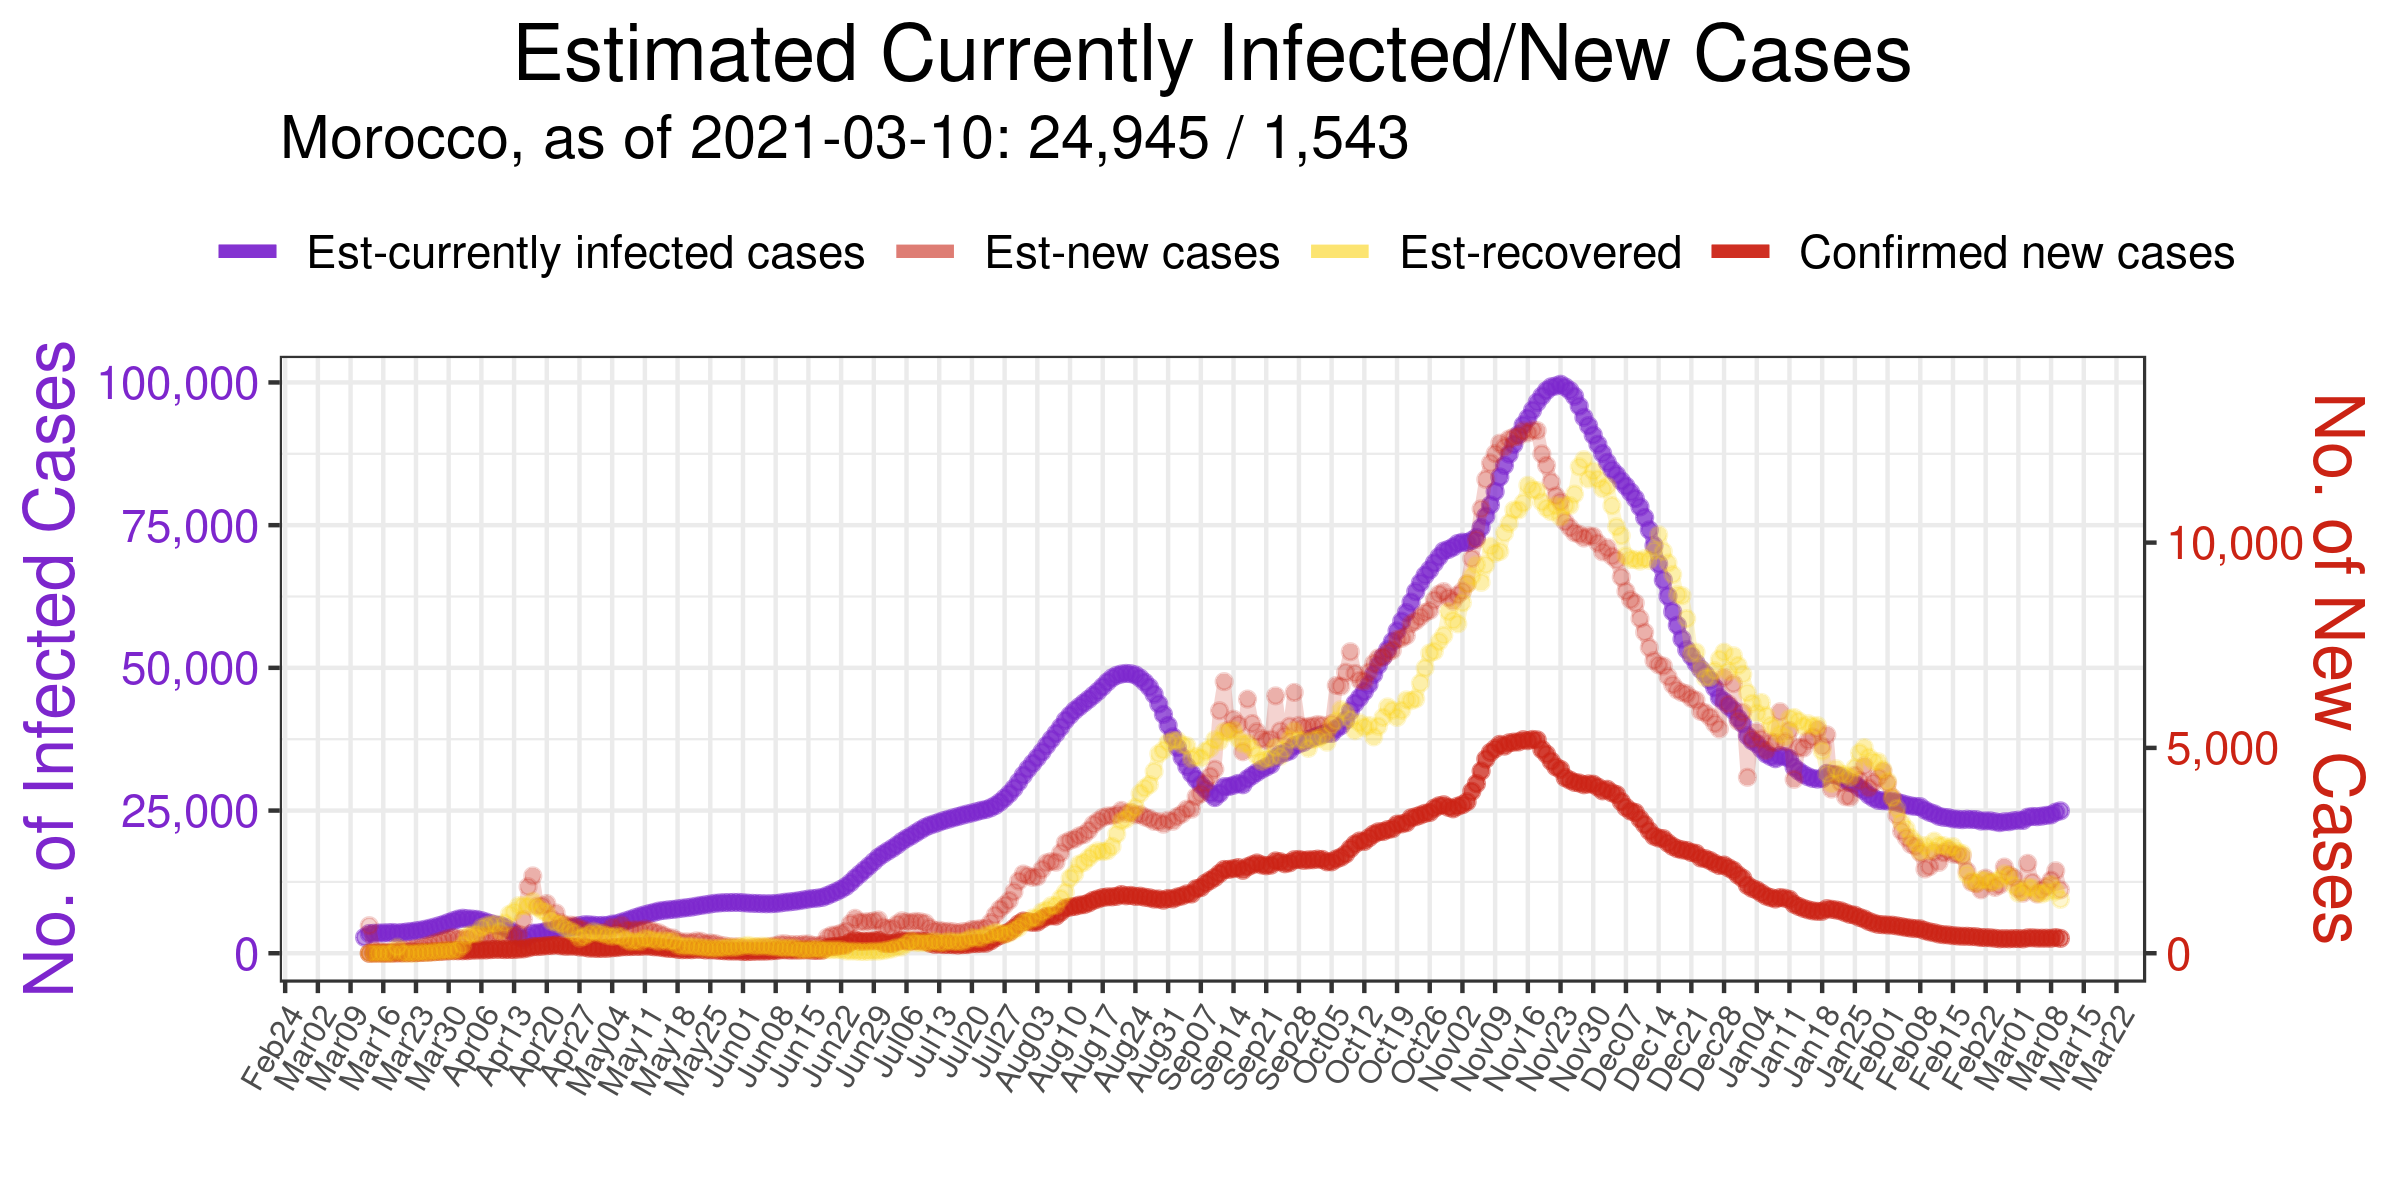 Estimated Currently Infected/New Cases
Morocco, as of 2021-03-10: 24,945 / 1,543
Est-currently infected cases
Est-new cases
Est-recovered
Confirmed new cases
No. of Infected Cases
100,000
75,000
50,000
25,000
0
10,000
5,000
0
No. of New Cases
Feb24
Mar02
Mar09
Mar16
Mar23
Mar30
Apr06
Apr13
Apr20
Apr27
May04
May11
May18
May25
Jun01
Jun08
Jun15
Jun22
Jun29
Jul06
Jul13
Jul20
Jul27
Aug03
Aug10
Aug17
Aug24
Aug31
Sep07
Sep14
Sep21
Sep28
Oct05
Oct12
Oct19
Oct26
Nov02
Nov09
Nov16
Nov23
Nov30
Dec07
Dec14
Dec21
Dec28
Jan04
Jan11
Jan18
Jan25
Feb01
Feb08
Feb15
Feb22
Mar01
Mar08
Mar15
Mar22